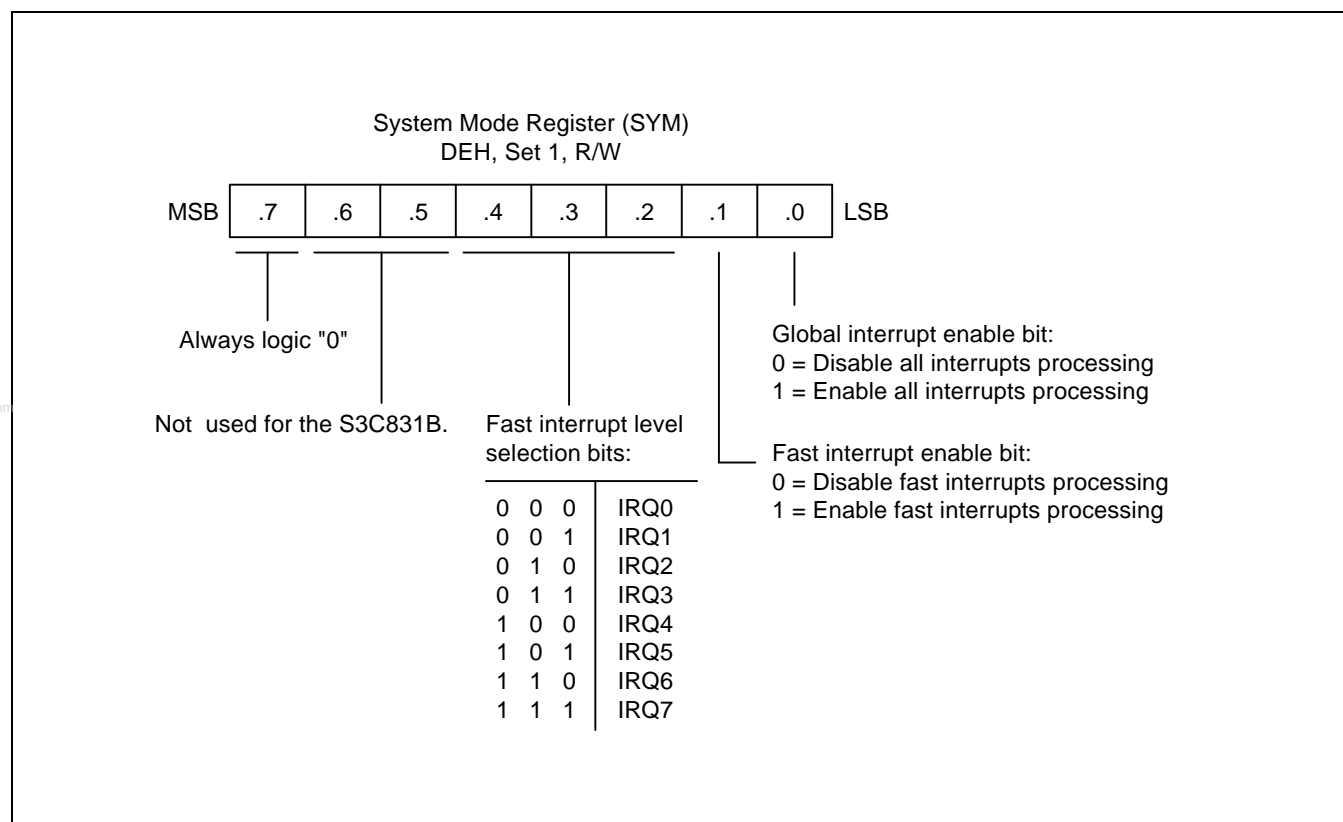 System Mode Register (SYM)
DEH, Set 1, R/W
MSB .7 .6 .5 .4 .3 .2 .1 .0 LSB
Always logic "0"
Not used for the S3C831B.
Fast interrupt level
selection bits:
0 0 0 IRQ0
0 0 1 IRQ1
0 1 0 IRQ2
0 1 1 IRQ3
1 0 0 IRQ4
1 0 1 IRQ5
1 1 0 IRQ6
1 1 1 IRQ7
Global interrupt enable bit:
0 = Disable all interrupts processing
1 = Enable all interrupts processing
Fast interrupt enable bit:
0 = Disable fast interrupts processing
1 = Enable fast interrupts processing